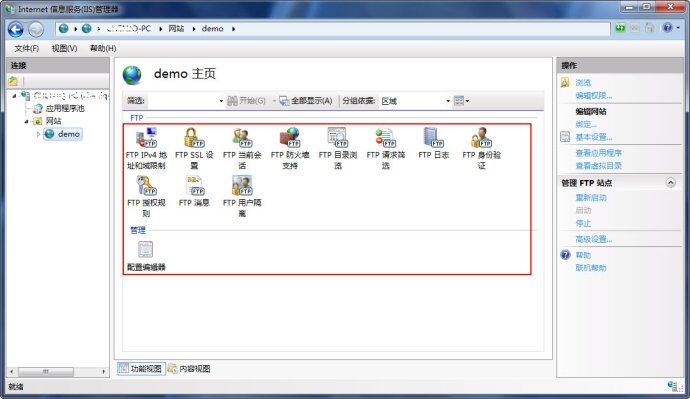 Internet 信息服务(IIS)管理器
-PC 网站 demo
文件(F) 视图(V) 帮助(H)
连接
应用程序池
网站
demo
demo 主页
筛选: 开始(G) 全部显示(A) 分组依据: 区域
FTP
FTP IPv4 地址和域限制
FTP SSL 设置
FTP 当前会话
FTP 防火墙支持
FTP 目录浏览
FTP 请求筛选
FTP 日志
FTP 身份验证
FTP 授权规则
FTP 消息
FTP 用户隔离
管理
配置编辑器
功能视图 内容视图
操作
浏览
编辑权限...
编辑网站
绑定...
基本设置...
查看应用程序
查看虚拟目录
管理 FTP 站点
重新启动
启动
停止
高级设置...
帮助
联机帮助
就绪